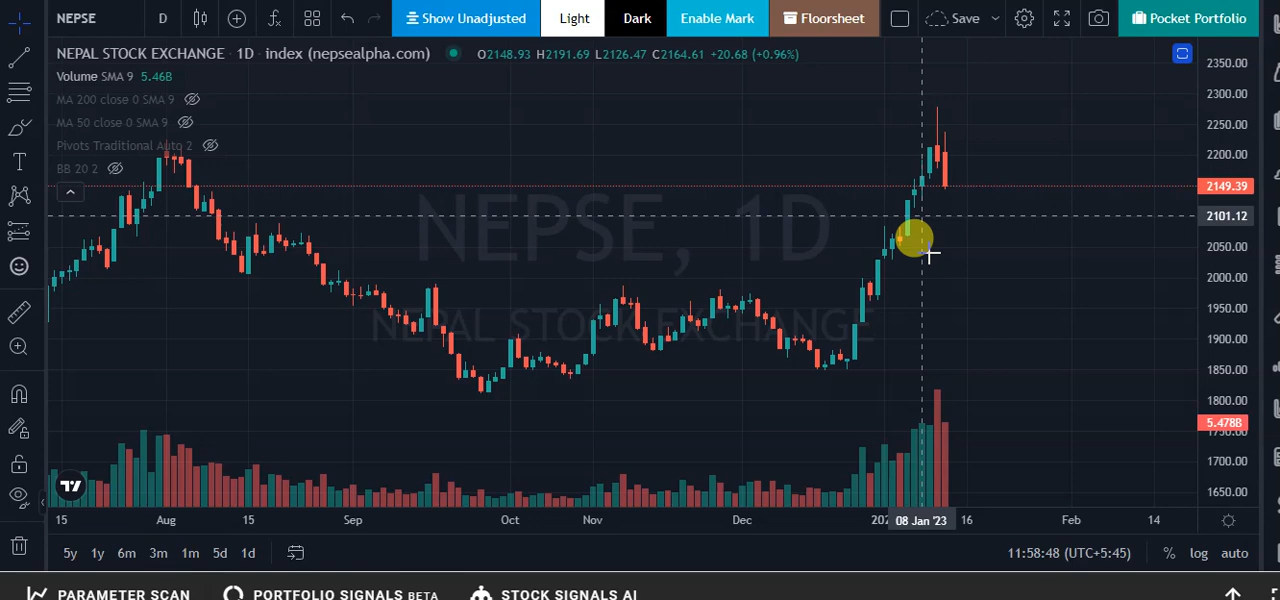 NEPSE D Show Unadjusted Light Dark Enable Mark Floorsheet Save Pocket Portfolio
NEPAL STOCK EXCHANGE · 1D · index (nepsealpha.com) O2148.93 H2191.69 L2126.47 C2164.61 +20.68 (+0.96%)
Volume SMA 9 5.46B
MA 200 close 0 SMA 9
MA 50 close 0 SMA 9
Pivots Traditional Auto 2
BB 20 2
NEPSE, 1D
NEPAL STOCK EXCHANGE
2350.00
2300.00
2250.00
2200.00
2149.39
2101.12
2050.00
2000.00
1950.00
1900.00
1850.00
1800.00
5.478B
1750.00
1700.00
1650.00
15 Aug 15 Sep Oct Nov Dec 202 08 Jan '23 16 Feb 14
5y 1y 6m 3m 1m 5d 1d 11:58:48 (UTC+5:45) % log auto
PARAMETER SCAN PORTFOLIO SIGNALS BETA STOCK SIGNALS AI